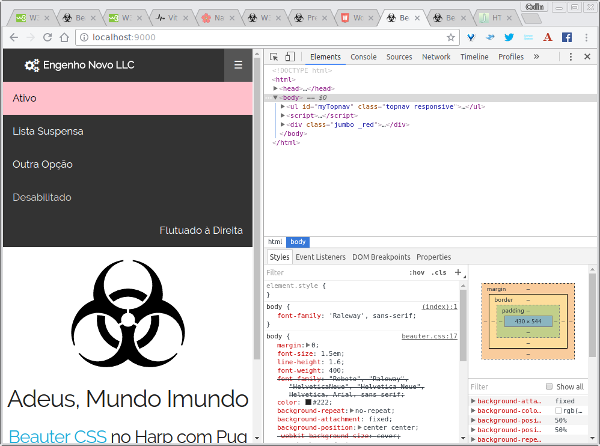 W
Be
W
Vit
Na
W
Pro
W
Be
Be
HT
localhost:9000
Engenho Novo LLC
Ativo
Lista Suspensa
Outra Opção
Desabilitado
Flutuado à Direita
Adeus, Mundo Imundo
Beauter CSS no Harp com Pug
Elements Console Sources Network Timeline Profiles »
<!DOCTYPE html>
<html>
▶<head>…</head>
▼<body> == $0
▶<ul id="myTopnav" class="topnav responsive">…</ul>
▶<script>…</script>
▶<div class="jumbo _red">…</div>
</body>
</html>
html body
Styles Event Listeners DOM Breakpoints Properties
Filter :hov .cls +
element.style {
}
body { (index):1
font-family: 'Raleway', sans-serif;
}
body { beauter.css:17
margin:▶0;
font-size: 1.5em;
line-height: 1.6;
font-weight: 400;
font-family: "Roboto", "Raleway",
"HelveticaNeue", "Helvetica Neue",
Helvetica, Arial, sans-serif;
color: #222;
background-repeat:▶no-repeat;
background-attachment: fixed;
background-position:▶center center;
-webkit-background-size: cover;
margin –
border –
padding –
– – – 430 × 544 – – –
–
–
–
Filter Show all
▶background-atta… fixed
▶background-colo… rgb(…
▶background-posi… 50%
▶background-posi… 50%
▶background-repe…